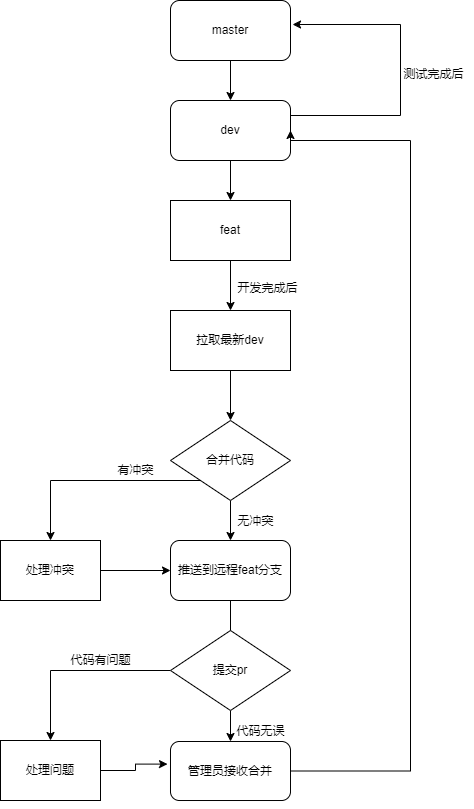 master
测试完成后
dev
feat
开发完成后
拉取最新dev
合并代码
有冲突
无冲突
处理冲突
推送到远程feat分支
代码有问题
提交pr
代码无误
处理问题
管理员接收合并